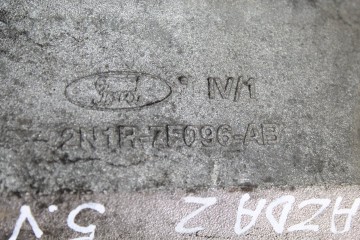 Ford IV/1
2N1R-7F096-AB
AZDA 2
5.V